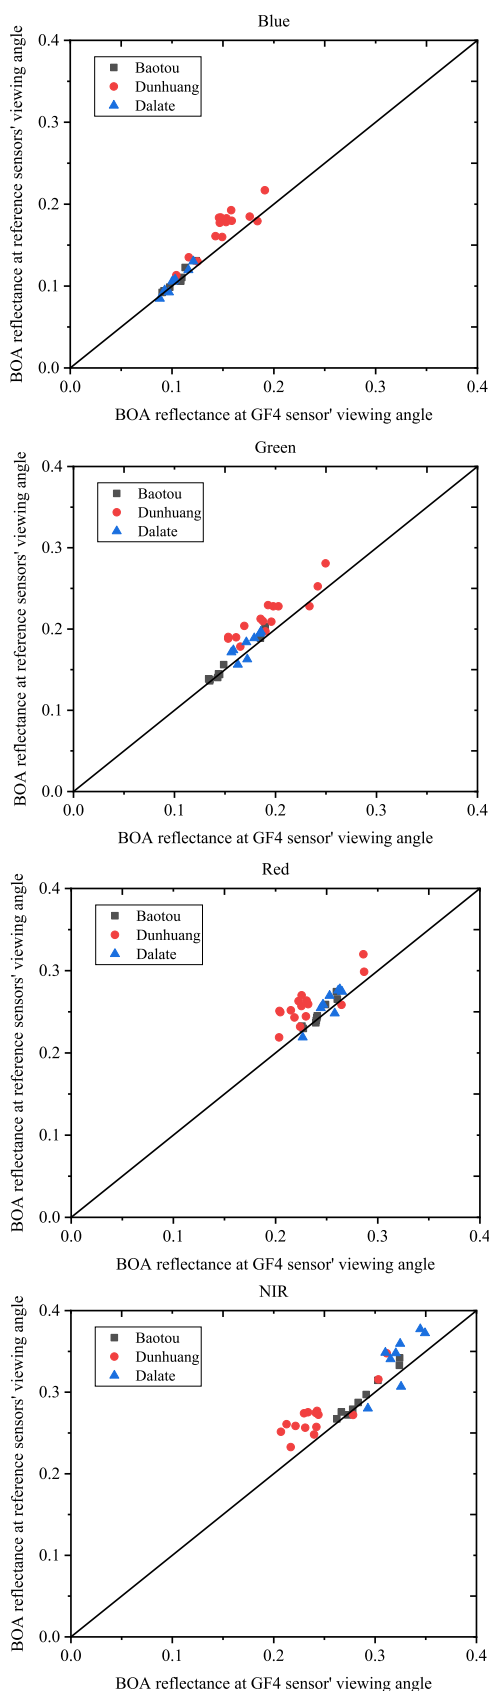 Blue
BOA reflectance at reference sensors' viewing angle
0.4
0.3
0.2
0.1
0.0
Baotou
Dunhuang
Dalate
0.0 0.1 0.2 0.3 0.4
BOA reflectance at GF4 sensor' viewing angle
Green
BOA reflectance at reference sensors' viewing angle
0.4
0.3
0.2
0.1
0.0
Baotou
Dunhuang
Dalate
0.0 0.1 0.2 0.3 0.4
BOA reflectance at GF4 sensor' viewing angle
Red
BOA reflectance at reference sensors' viewing angle
0.4
0.3
0.2
0.1
0.0
Baotou
Dunhuang
Dalate
0.0 0.1 0.2 0.3 0.4
BOA reflectance at GF4 sensor' viewing angle
NIR
BOA reflectance at reference sensors' viewing angle
0.4
0.3
0.2
0.1
0.0
Baotou
Dunhuang
Dalate
0.0 0.1 0.2 0.3 0.4
BOA reflectance at GF4 sensor' viewing angle